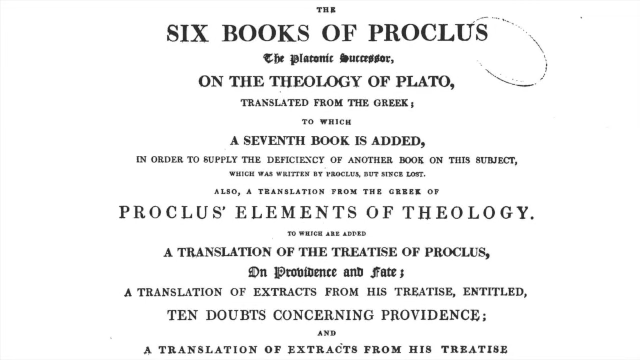 THE
SIX BOOKS OF PROCLUS
The Platonic Successor,
ON THE THEOLOGY OF PLATO,
TRANSLATED FROM THE GREEK;
TO WHICH
A SEVENTH BOOK IS ADDED,
IN ORDER TO SUPPLY THE DEFICIENCY OF ANOTHER BOOK ON THIS SUBJECT,
WHICH WAS WRITTEN BY PROCLUS, BUT SINCE LOST.
ALSO, A TRANSLATION FROM THE GREEK OF
PROCLUS' ELEMENTS OF THEOLOGY.
TO WHICH ARE ADDED
A TRANSLATION OF THE TREATISE OF PROCLUS,
On Providence and Fate;
A TRANSLATION OF EXTRACTS FROM HIS TREATISE, ENTITLED,
TEN DOUBTS CONCERNING PROVIDENCE;
AND
A TRANSLATION OF EXTRACTS FROM HIS TREATISE